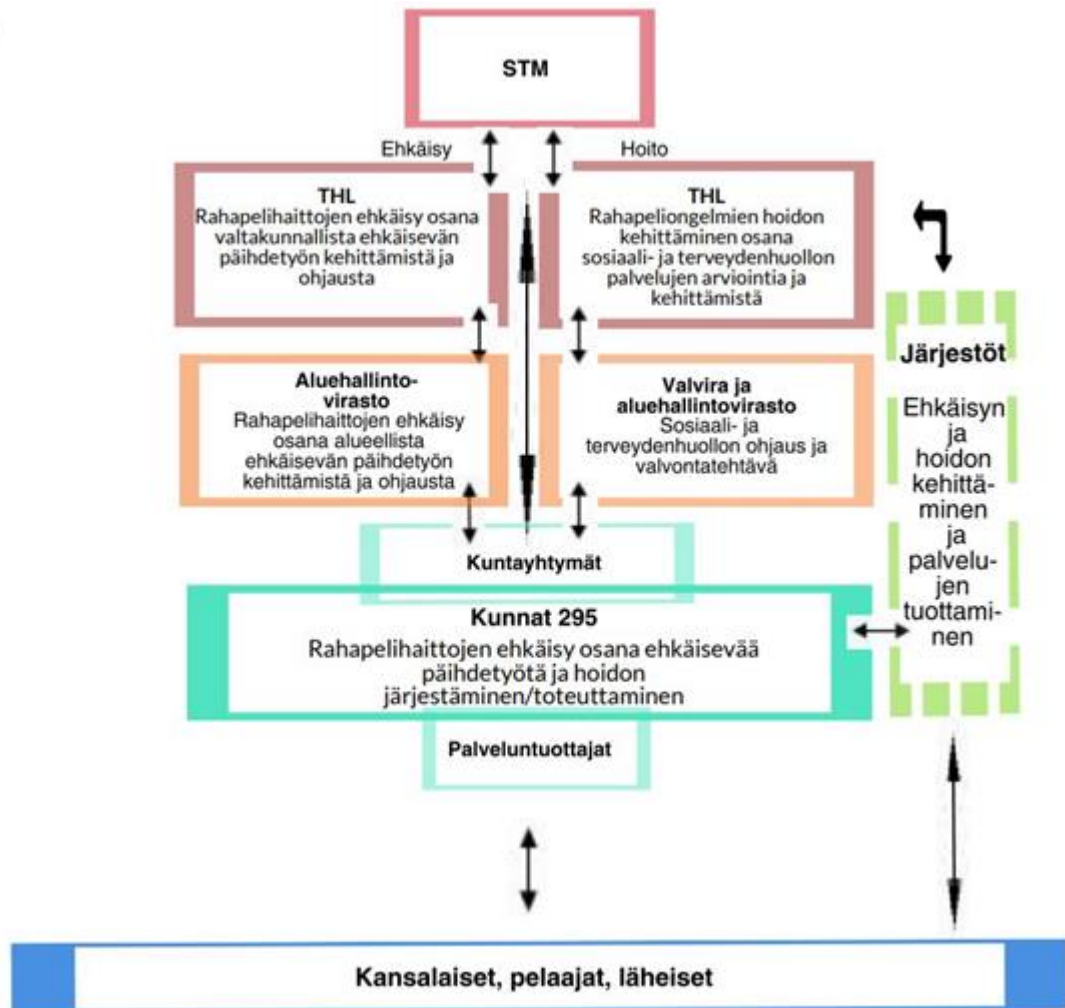 STM
Ehkäisy
Hoito
THL
Rahapelihaittojen ehkäisy osana
valtakunnallista ehkäisevän
päihdetyön kehittämistä ja
ohjausta
THL
Rahapeliongelmien hoidon
kehittäminen osana
sosiaali- ja terveydenhuollon
palvelujen arviointia ja
kehittämistä
Aluehallinto-
virasto
Rahapelihaittojen ehkäisy
osana alueellista
ehkäisevän päihdetyön
kehittämistä ja ohjausta
Valvira ja
aluehallintovirasto
Sosiaali- ja
terveydenhuollon ohjaus ja
valvontatehtävä
Järjestöt
Ehkäisyn
ja
hoidon
kehittä-
minen
ja
palvelu-
jen
tuottami-
nen
Kuntayhtymät
Kunnat 295
Rahapelihaittojen ehkäisy osana ehkäisevää
päihdetyötä ja hoidon
järjestäminen/toteuttaminen
Palveluntuottajat
Kansalaiset, pelaajat, läheiset